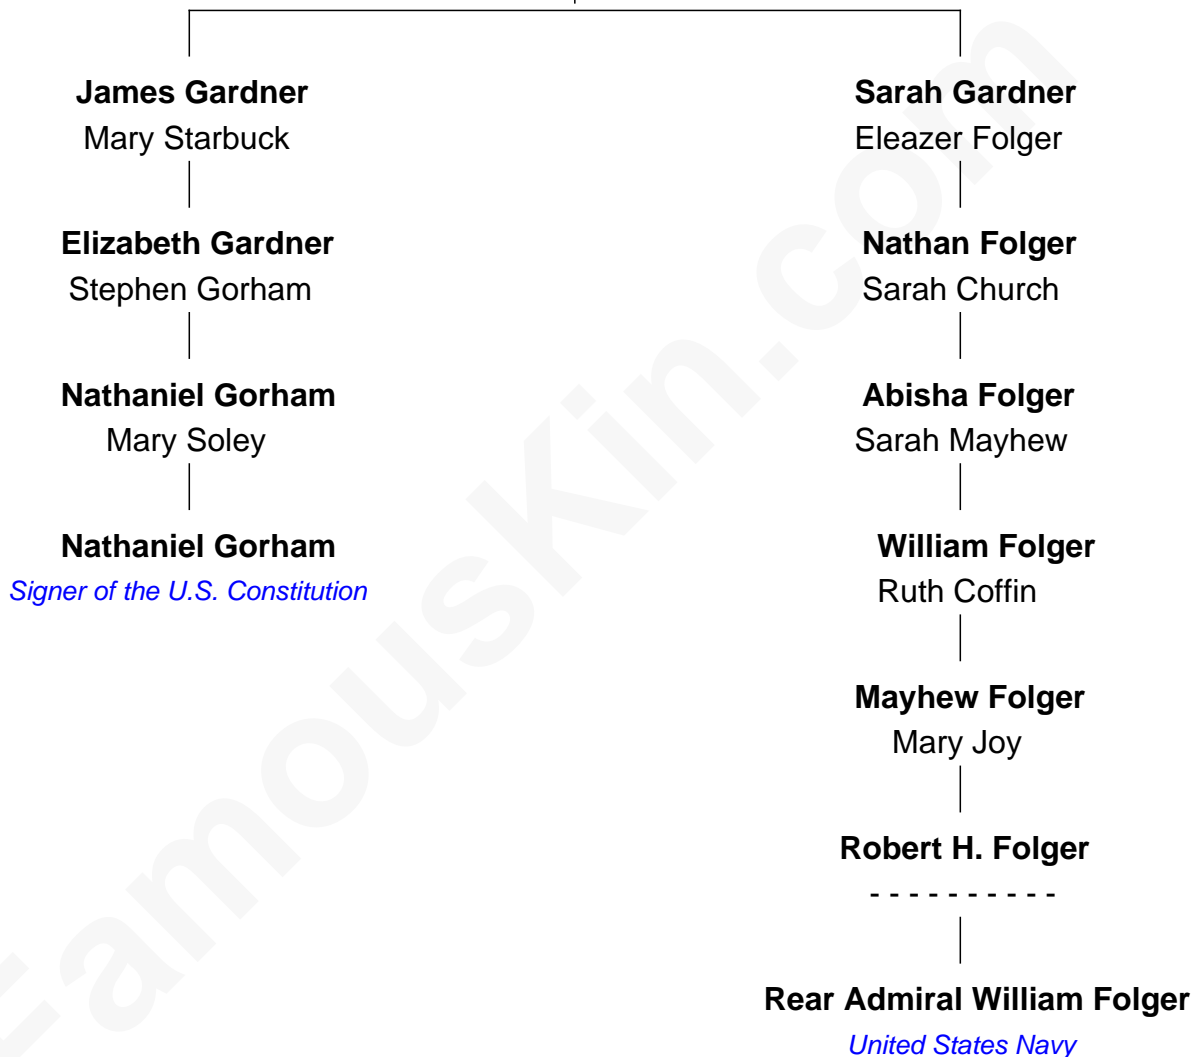 James Gardner
Mary Starbuck
Elizabeth Gardner
Stephen Gorham
Nathaniel Gorham
Mary Soley
Nathaniel Gorham
Signer of the U.S. Constitution
Sarah Gardner
Eleazer Folger
Nathan Folger
Sarah Church
Abisha Folger
Sarah Mayhew
William Folger
Ruth Coffin
Mayhew Folger
Mary Joy
Robert H. Folger
- - - - - - - - - -
Rear Admiral William Folger
United States Navy
FamousKin.com